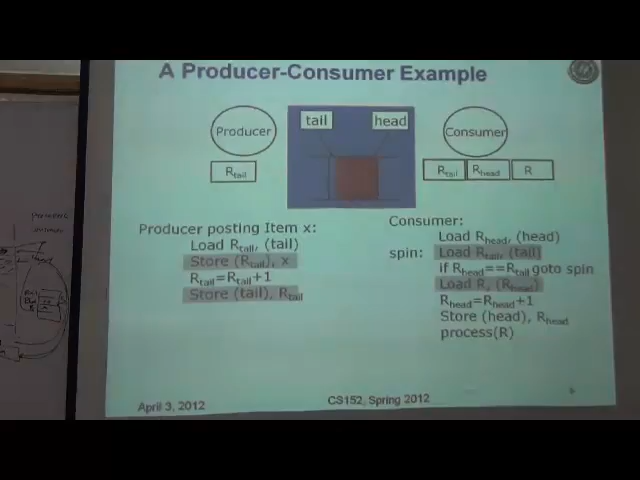 A Producer-Consumer Example
Producer
tail
head
Consumer
Rtail
Rtail
Rhead
R
Producer posting Item x:
Load Rtail, (tail)
Store (Rtail), x
Rtail=Rtail+1
Store (tail), Rtail
Consumer:
Load Rhead, (head)
spin: Load Rtail, (tail)
if Rhead==Rtail goto spin
Load R, (Rhead)
Rhead=Rhead+1
Store (head), Rhead
process(R)
April 3, 2012
CS152, Spring 2012